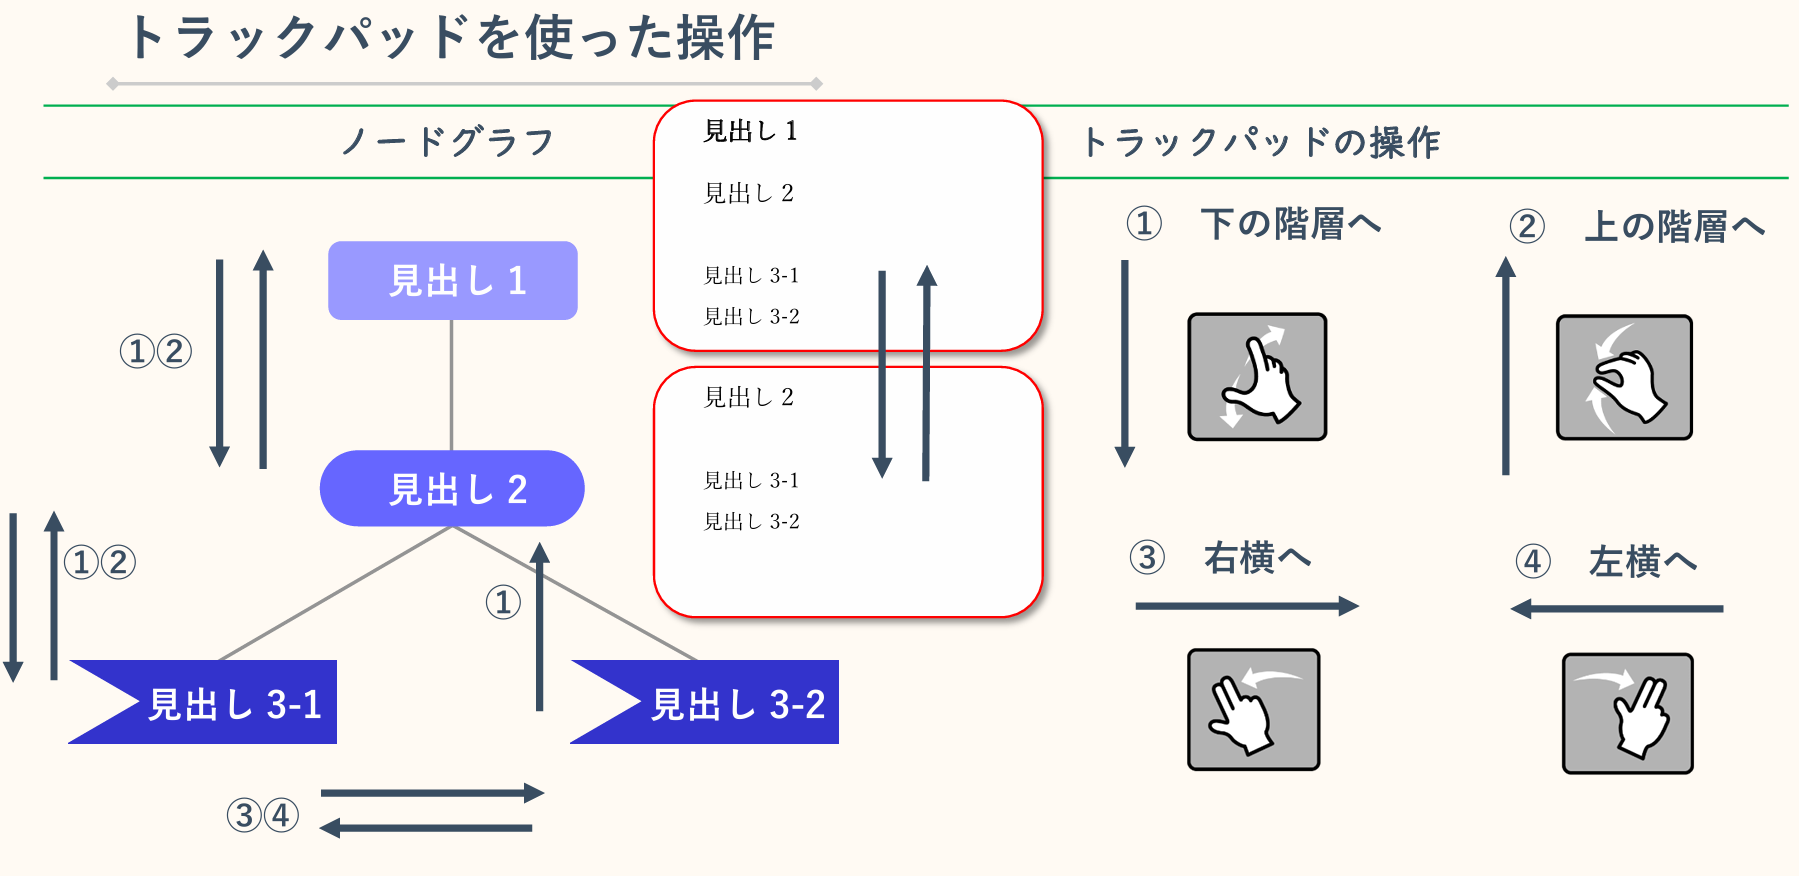 トラックパッドを使った操作
ノードグラフ
トラックパッドの操作
見出し 1
①②
見出し 2
①②
①
見出し 3-1
見出し 3-2
③④
見出し 1
見出し 2
見出し 3-1
見出し 3-2
見出し 2
見出し 3-1
見出し 3-2
① 下の階層へ
② 上の階層へ
③ 右横へ
④ 左横へ